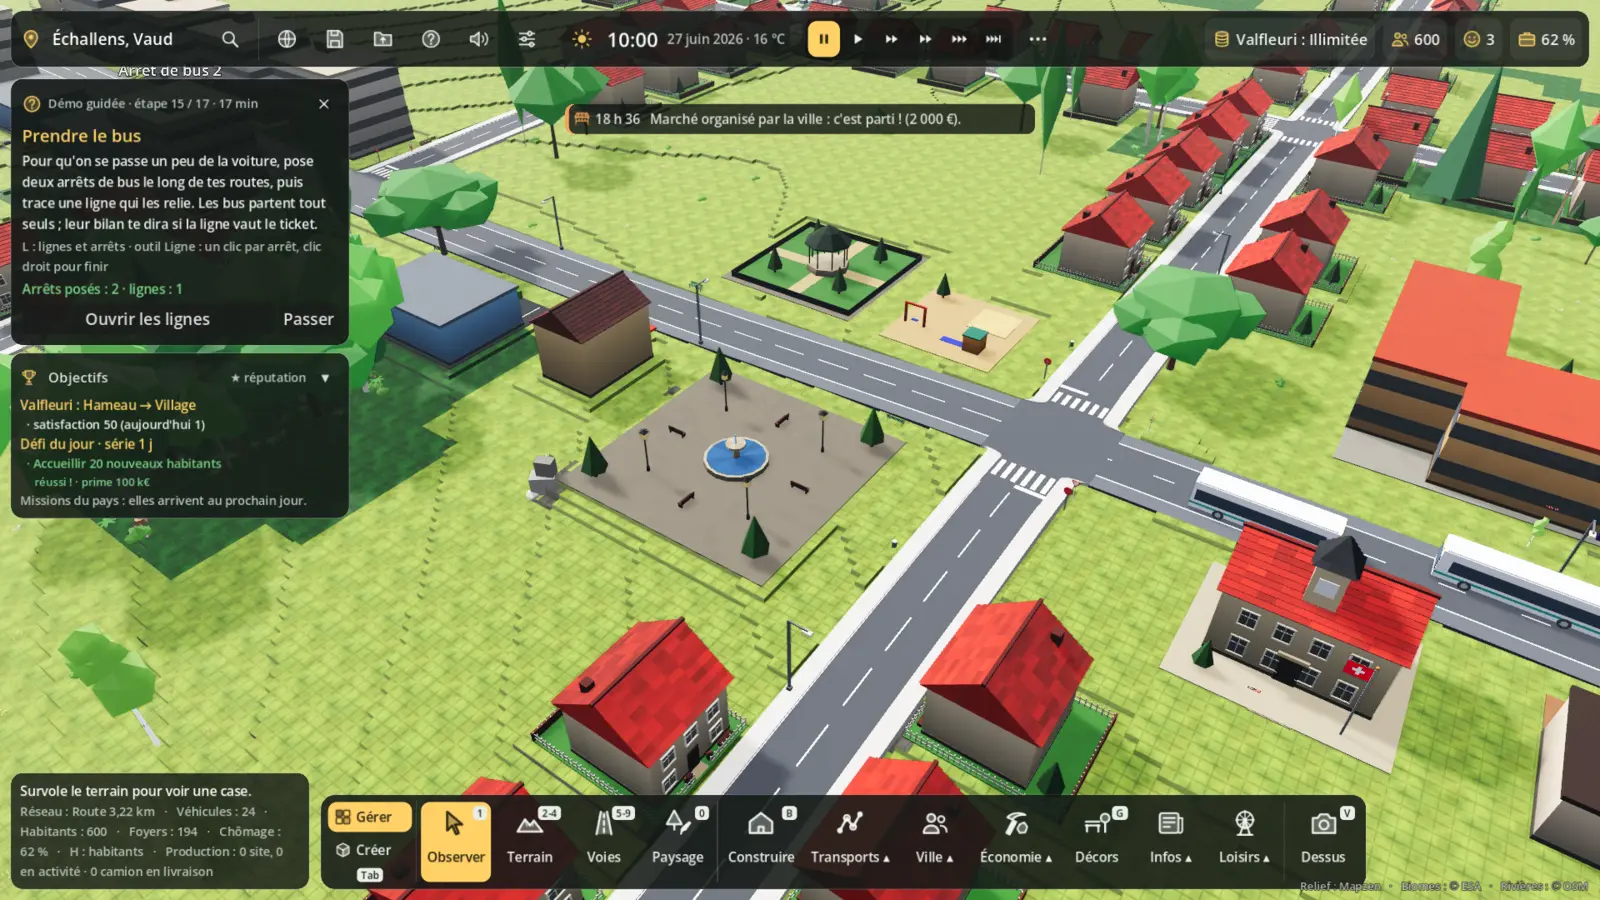 Échallens, Vaud
10:00 27 juin 2026 · 16 °C
Valfleuri : Illimitée
600
3
62 %
Arrêt de bus 2
Démo guidée · étape 15 / 17 · 17 min
Prendre le bus
Pour qu'on se passe un peu de la voiture, pose
deux arrêts de bus le long de tes routes, puis
trace une ligne qui les relie. Les bus partent tout
seuls ; leur bilan te dira si la ligne vaut le ticket.
L : lignes et arrêts · outil Ligne : un clic par arrêt, clic
droit pour finir
Arrêts posés : 2 · lignes : 1
Ouvrir les lignes Passer
18 h 36 Marché organisé par la ville : c'est parti ! (2 000 €).
Objectifs ★ réputation ▼
Valfleuri : Hameau → Village
· satisfaction 50 (aujourd'hui 1)
Défi du jour · série 1 j
· Accueillir 20 nouveaux habitants
réussi ! · prime 100 k€
Missions du pays : elles arrivent au prochain jour.
Survole le terrain pour voir une case.
Réseau : Route 3,22 km · Véhicules : 24 ·
Habitants : 600 · Foyers : 194 · Chômage :
62 % · H : habitants · Production : 0 site, 0
en activité · 0 camion en livraison
Gérer
Créer
Tab
1
Observer
2-4
Terrain
5-9
Voies
0
Paysage
B
Construire
Transports ▴
Ville ▴
Économie ▴
G
Décors
Infos ▴
Loisirs ▴
V
Dessus
Relief : Mapzen · Biomes : © ESA · Rivières : © OSM